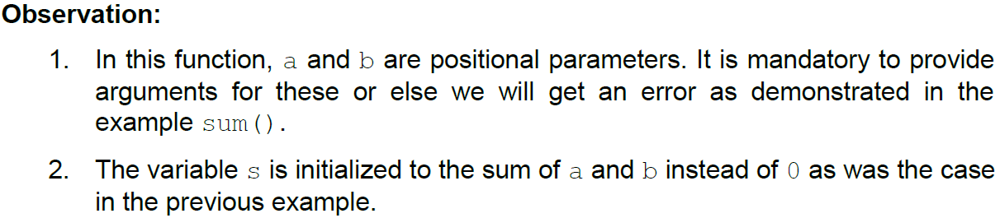 Observation:
1. In this function, a and b are positional parameters. It is mandatory to provide
arguments for these or else we will get an error as demonstrated in the
example sum().
2. The variable s is initialized to the sum of a and b instead of 0 as was the case
in the previous example.